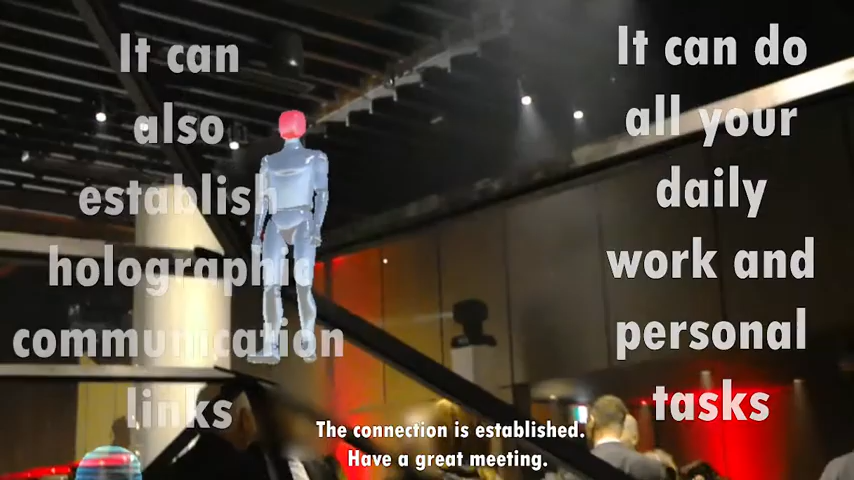 It can
also
establish
holographic
communication
links
It can do
all your
daily
work and
personal
tasks
The connection is established.
Have a great meeting.